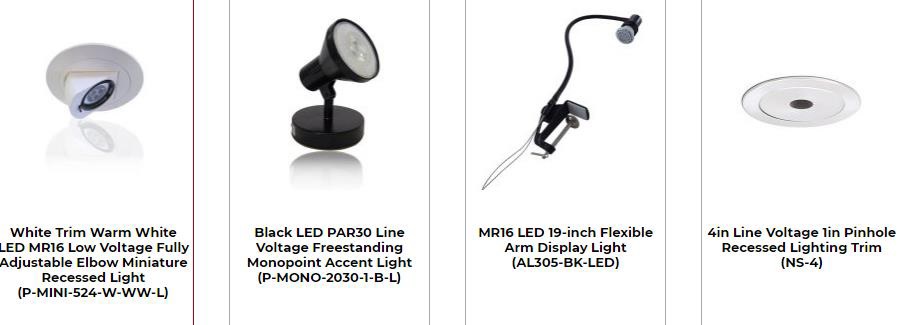 White Trim Warm White
LED MR16 Low Voltage Fully
Adjustable Elbow Miniature
Recessed Light
(P-MINI-524-W-WW-L)
Black LED PAR30 Line
Voltage Freestanding
Monopoint Accent Light
(P-MONO-2030-1-B-L)
MR16 LED 19-inch Flexible
Arm Display Light
(AL305-BK-LED)
4in Line Voltage 1in Pinhole
Recessed Lighting Trim
(NS-4)